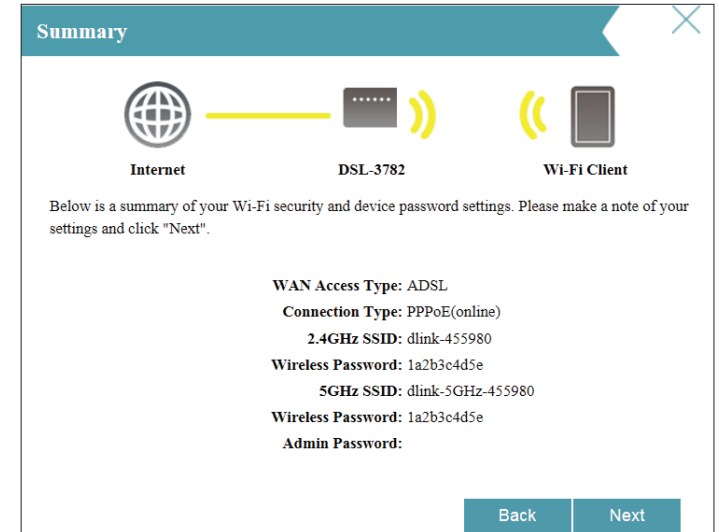 Summary
Internet
DSL-3782
Wi-Fi Client
Below is a summary of your Wi-Fi security and device password settings. Please make a note of your
settings and click "Next".
WAN Access Type: ADSL
Connection Type: PPPoE(online)
2.4GHz SSID: dlink-455980
Wireless Password: 1a2b3c4d5e
5GHz SSID: dlink-5GHz-455980
Wireless Password: 1a2b3c4d5e
Admin Password:
Back
Next